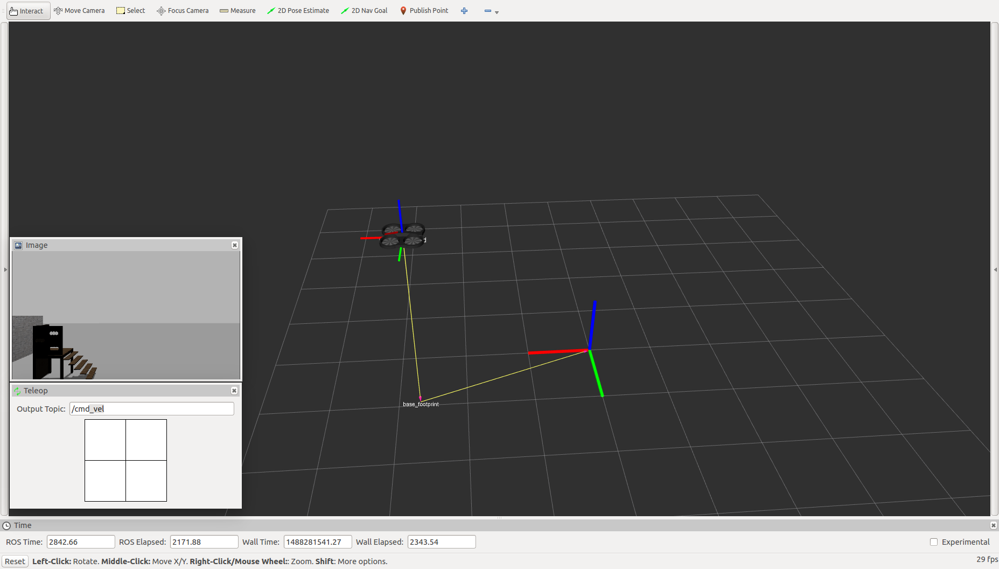 Interact Move Camera Select Focus Camera Measure 2D Pose Estimate 2D Nav Goal Publish Point
Image
base_footprint
Teleop
Output Topic: /cmd_vel
Time
ROS Time: 2842.66 ROS Elapsed: 2171.88 Wall Time: 1488281541.27 Wall Elapsed: 2343.54 Experimental
Reset Left-Click: Rotate. Middle-Click: Move X/Y. Right-Click/Mouse Wheel:: Zoom. Shift: More options. 29 fps